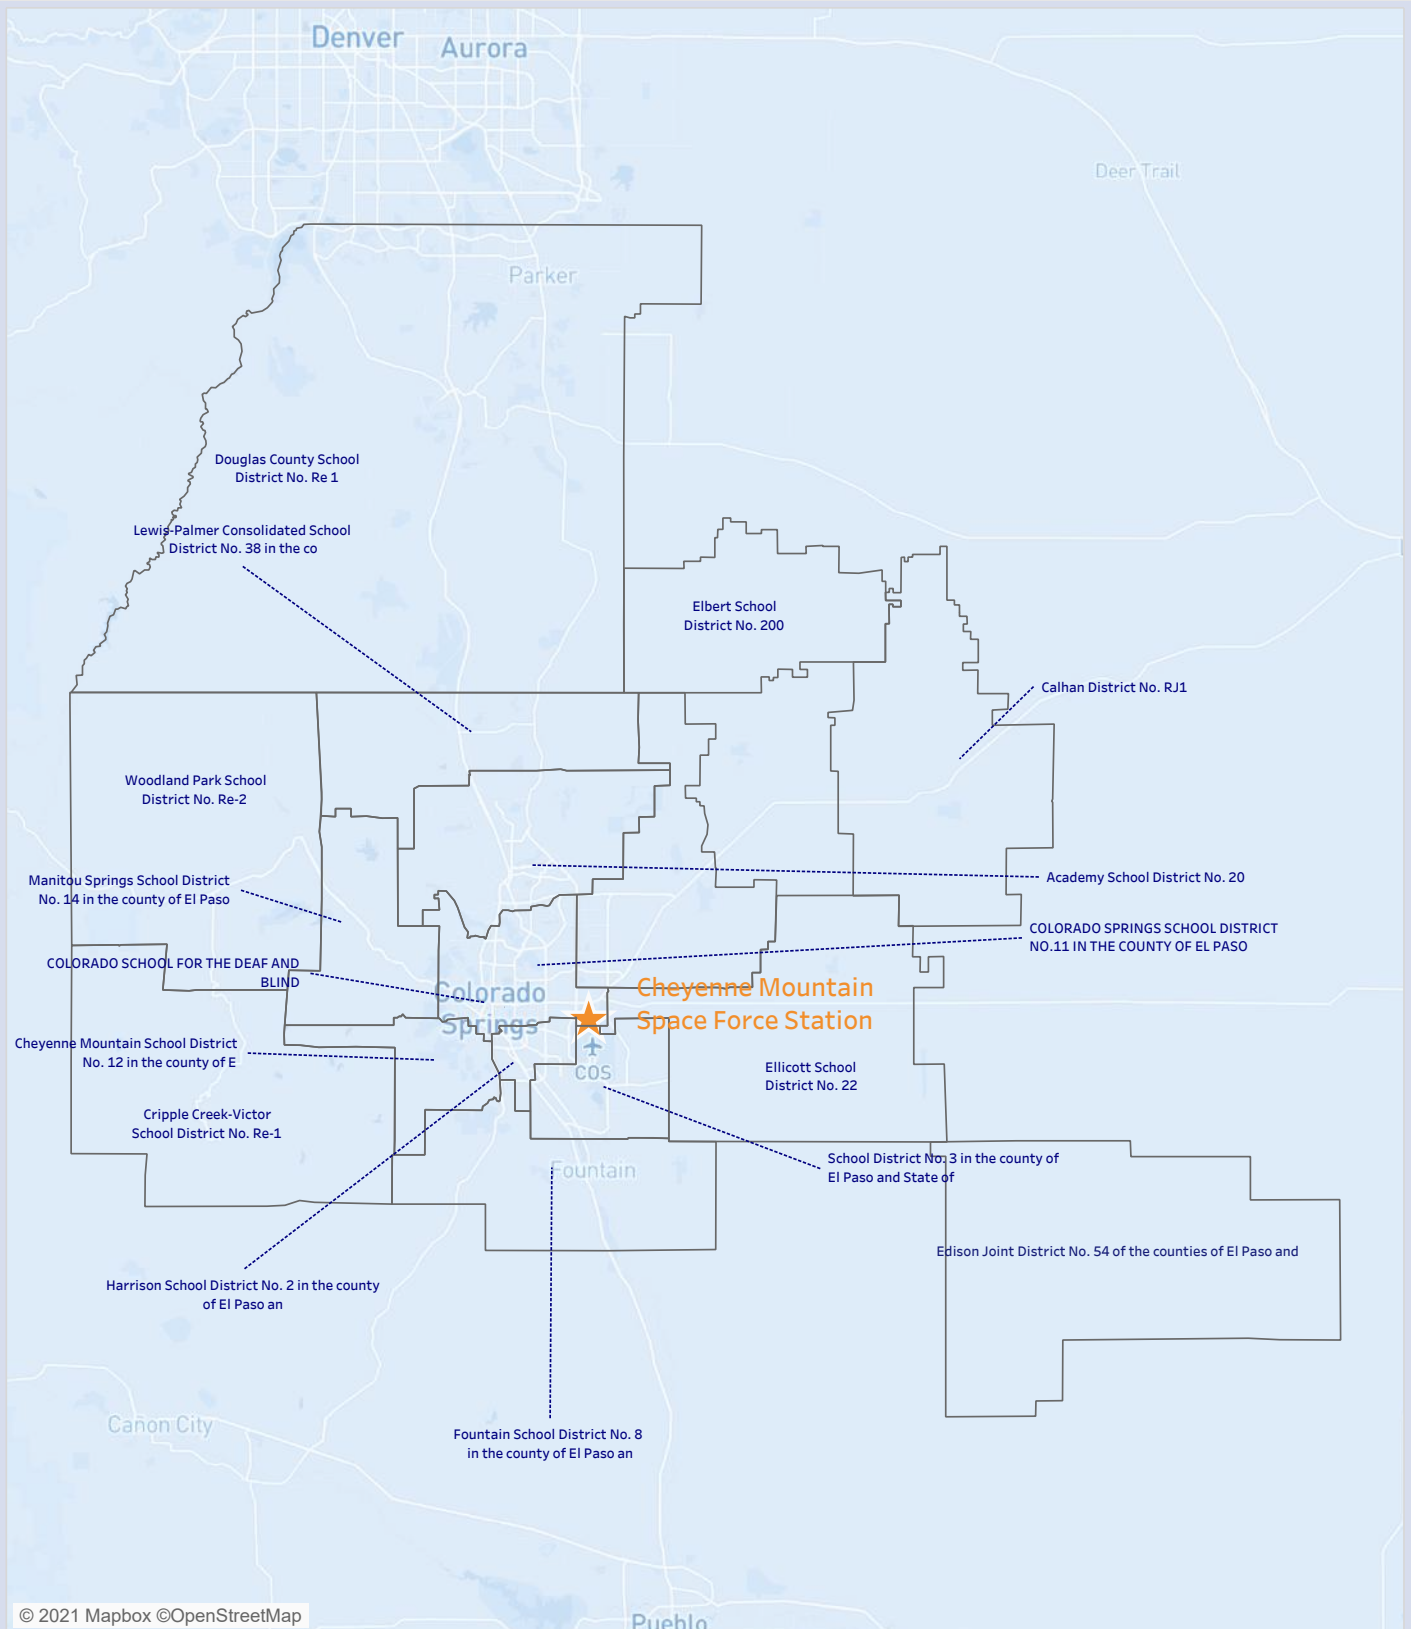 Denver
Aurora
Deer Trail
Parker
Douglas County School
District No. Re 1
Lewis-Palmer Consolidated School
District No. 38 in the co
Elbert School
District No. 200
Calhan District No. RJ1
Woodland Park School
District No. Re-2
Manitou Springs School District
No. 14 in the county of El Paso
Academy School District No. 20
COLORADO SPRINGS SCHOOL DISTRICT
NO.11 IN THE COUNTY OF EL PASO
COLORADO SCHOOL FOR THE DEAF AND
BLIND
Colorado
Springs
Cheyenne Mountain
Space Force Station
Cheyenne Mountain School District
No. 12 in the county of E
COS
Ellicott School
District No. 22
Cripple Creek-Victor
School District No. Re-1
School District No. 3 in the county of
El Paso and State of
Fountain
Edison Joint District No. 54 of the counties of El Paso and
Harrison School District No. 2 in the county
of El Paso an
Cañon City
Fountain School District No. 8
in the county of El Paso an
© 2021 Mapbox ©OpenStreetMap
Pueblo